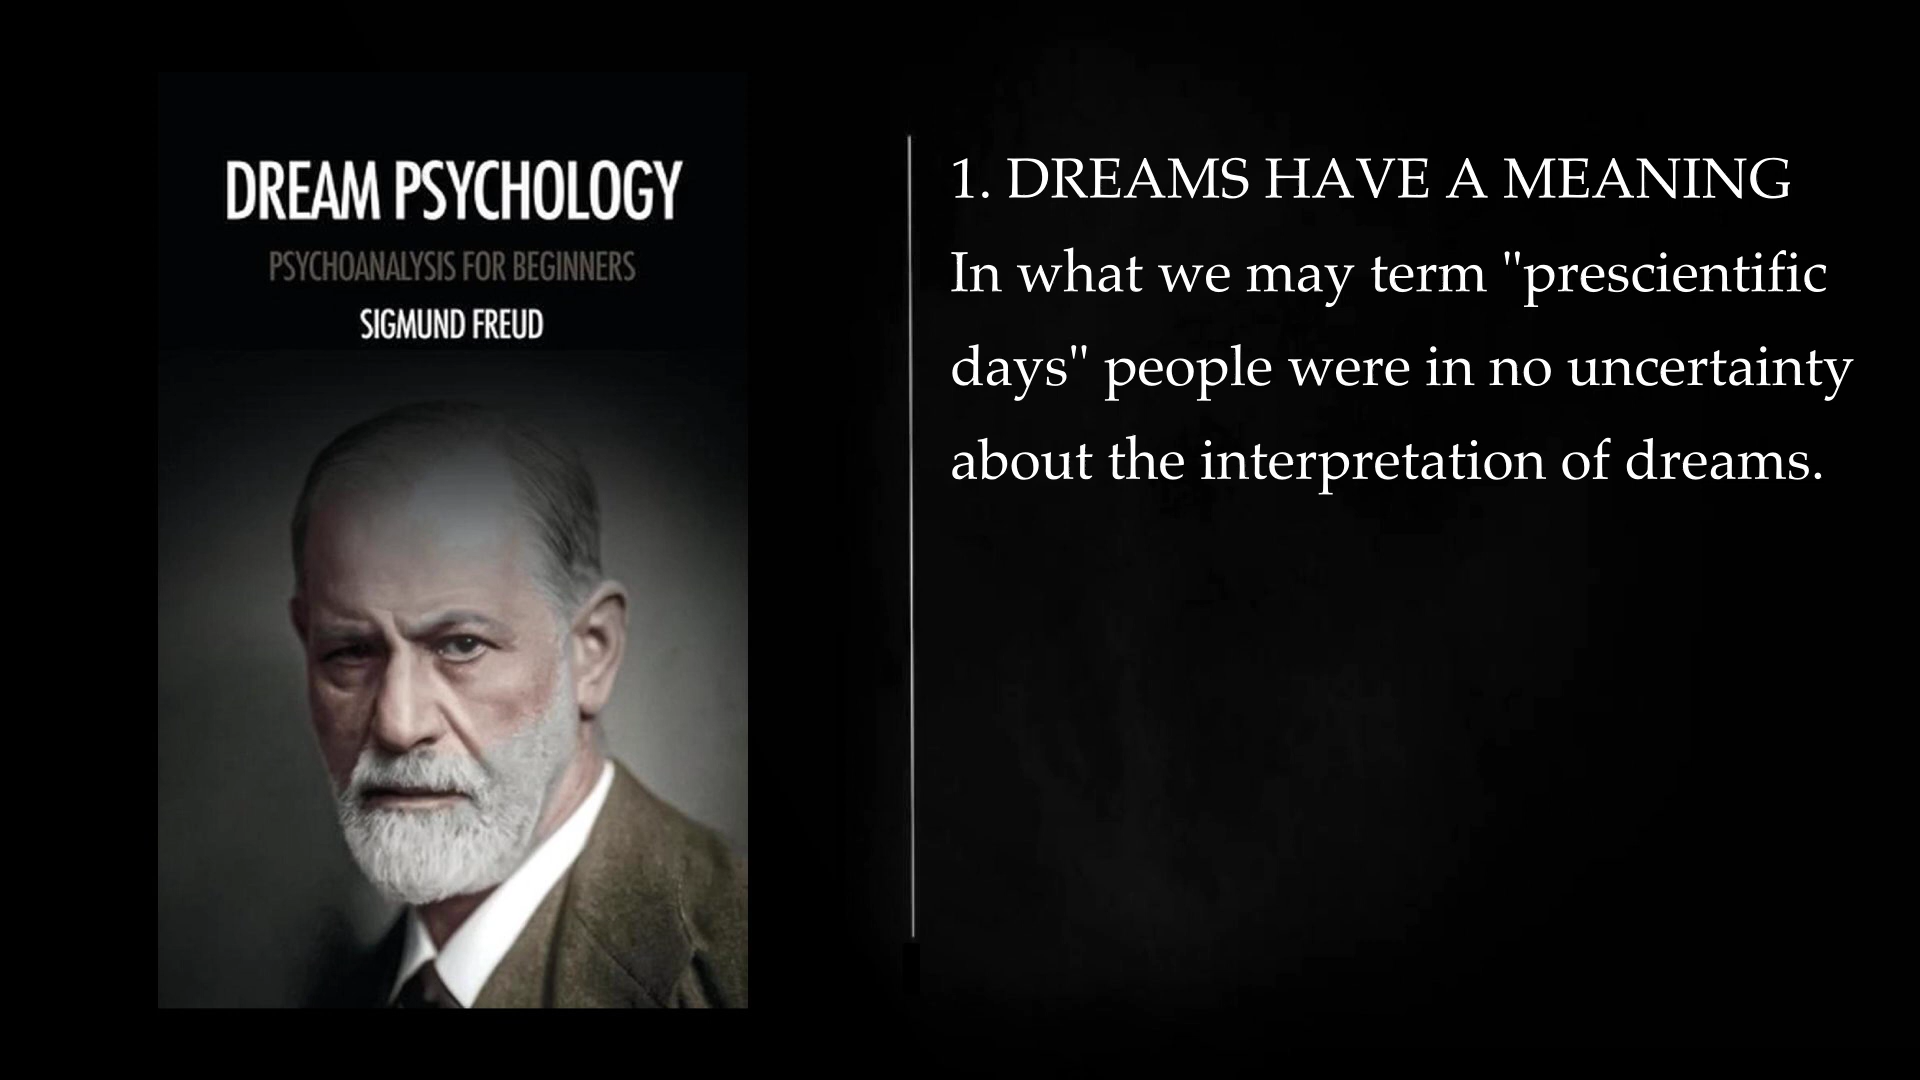 DREAM PSYCHOLOGY
PSYCHOANALYSIS FOR BEGINNERS
SIGMUND FREUD
1. DREAMS HAVE A MEANING
In what we may term "prescientific
days" people were in no uncertainty
about the interpretation of dreams.